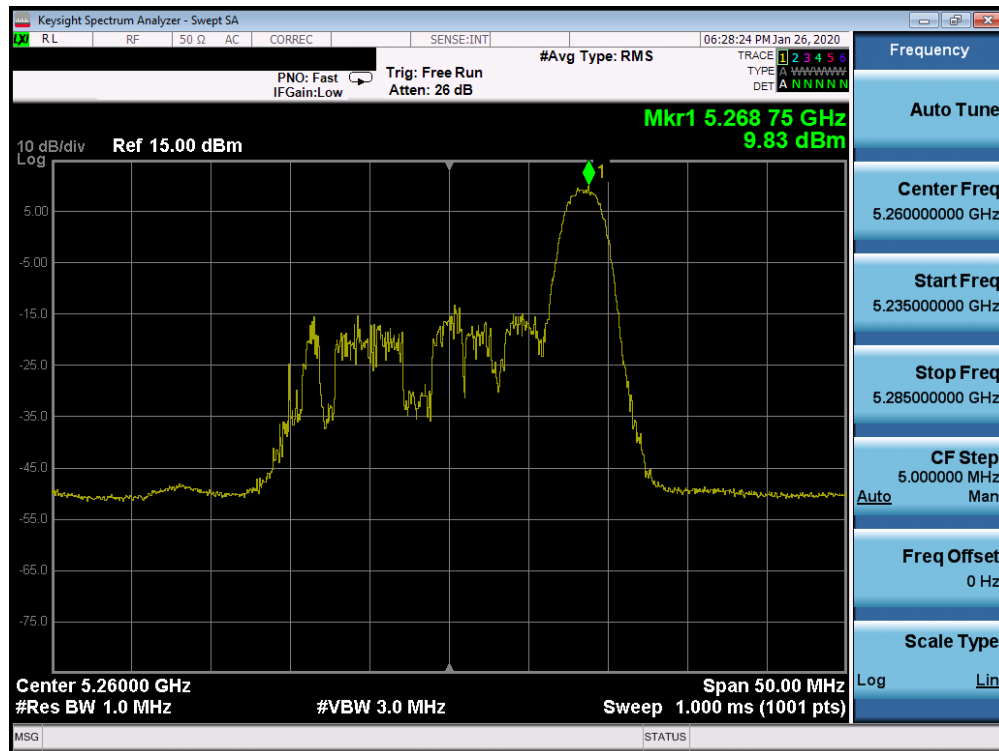 Keysight Spectrum Analyzer - Swept SA
LXI RL RF 50 Ω AC CORREC SENSE:INT 06:28:24 PM Jan 26, 2020
Frequency
#Avg Type: RMS
TRACE 1 2 3 4 5 6
PNO: Fast
Trig: Free Run
TYPE A WWWWW
IFGain:Low
Atten: 26 dB
DET A N N N N N
Auto Tune
Mkr1 5.268 75 GHz
9.83 dBm
10 dB/div
Ref 15.00 dBm
Log
1
5.00
-5.00
-15.0
-25.0
-35.0
-45.0
-55.0
-65.0
-75.0
Center Freq
5.260000000 GHz
Start Freq
5.235000000 GHz
Stop Freq
5.285000000 GHz
CF Step
5.000000 MHz
Auto Man
Freq Offset
0 Hz
Scale Type
Log Lin
Center 5.26000 GHz
Span 50.00 MHz
#Res BW 1.0 MHz
#VBW 3.0 MHz
Sweep 1.000 ms (1001 pts)
MSG
STATUS